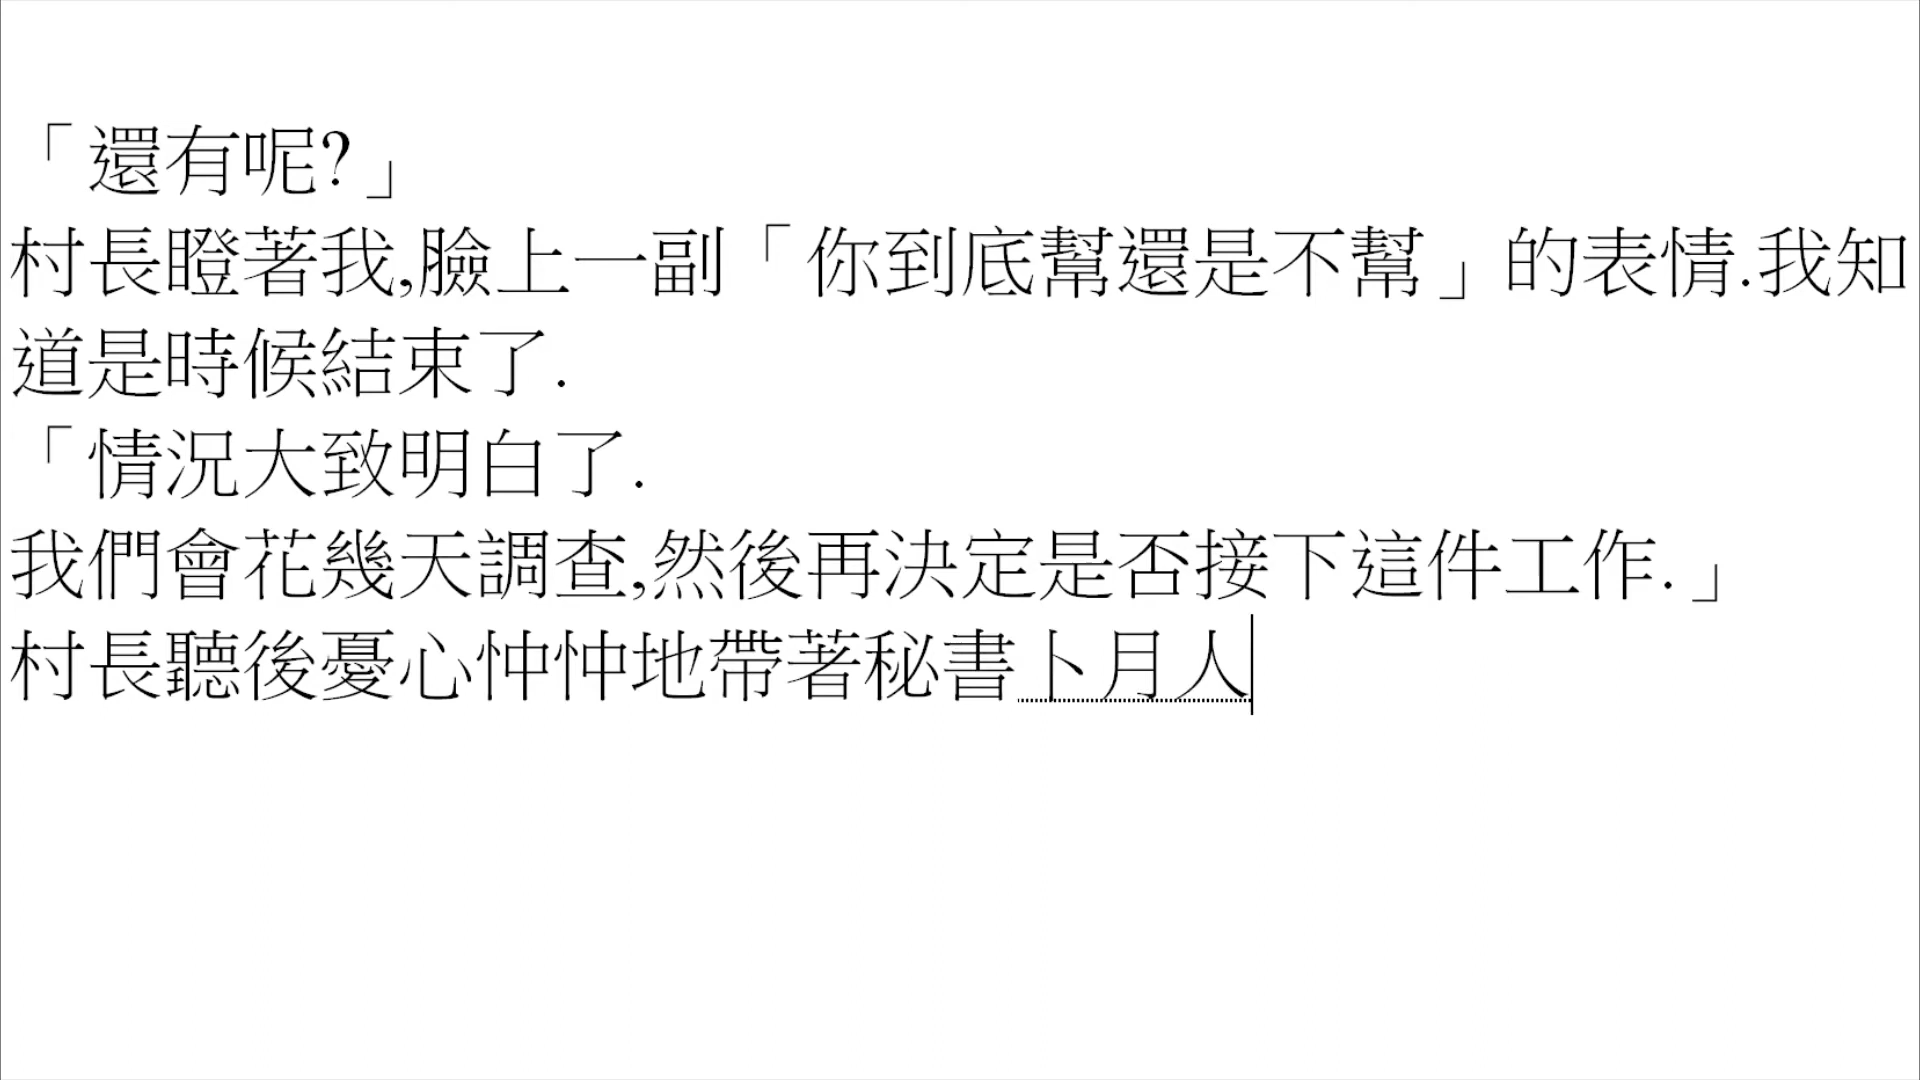 「還有呢?」
村長瞪著我,臉上一副「你到底幫還是不幫」的表情.我知
道是時候結束了.
「情況大致明白了.
我們會花幾天調查,然後再決定是否接下這件工作.」
村長聽後憂心忡忡地帶著秘書卜月人